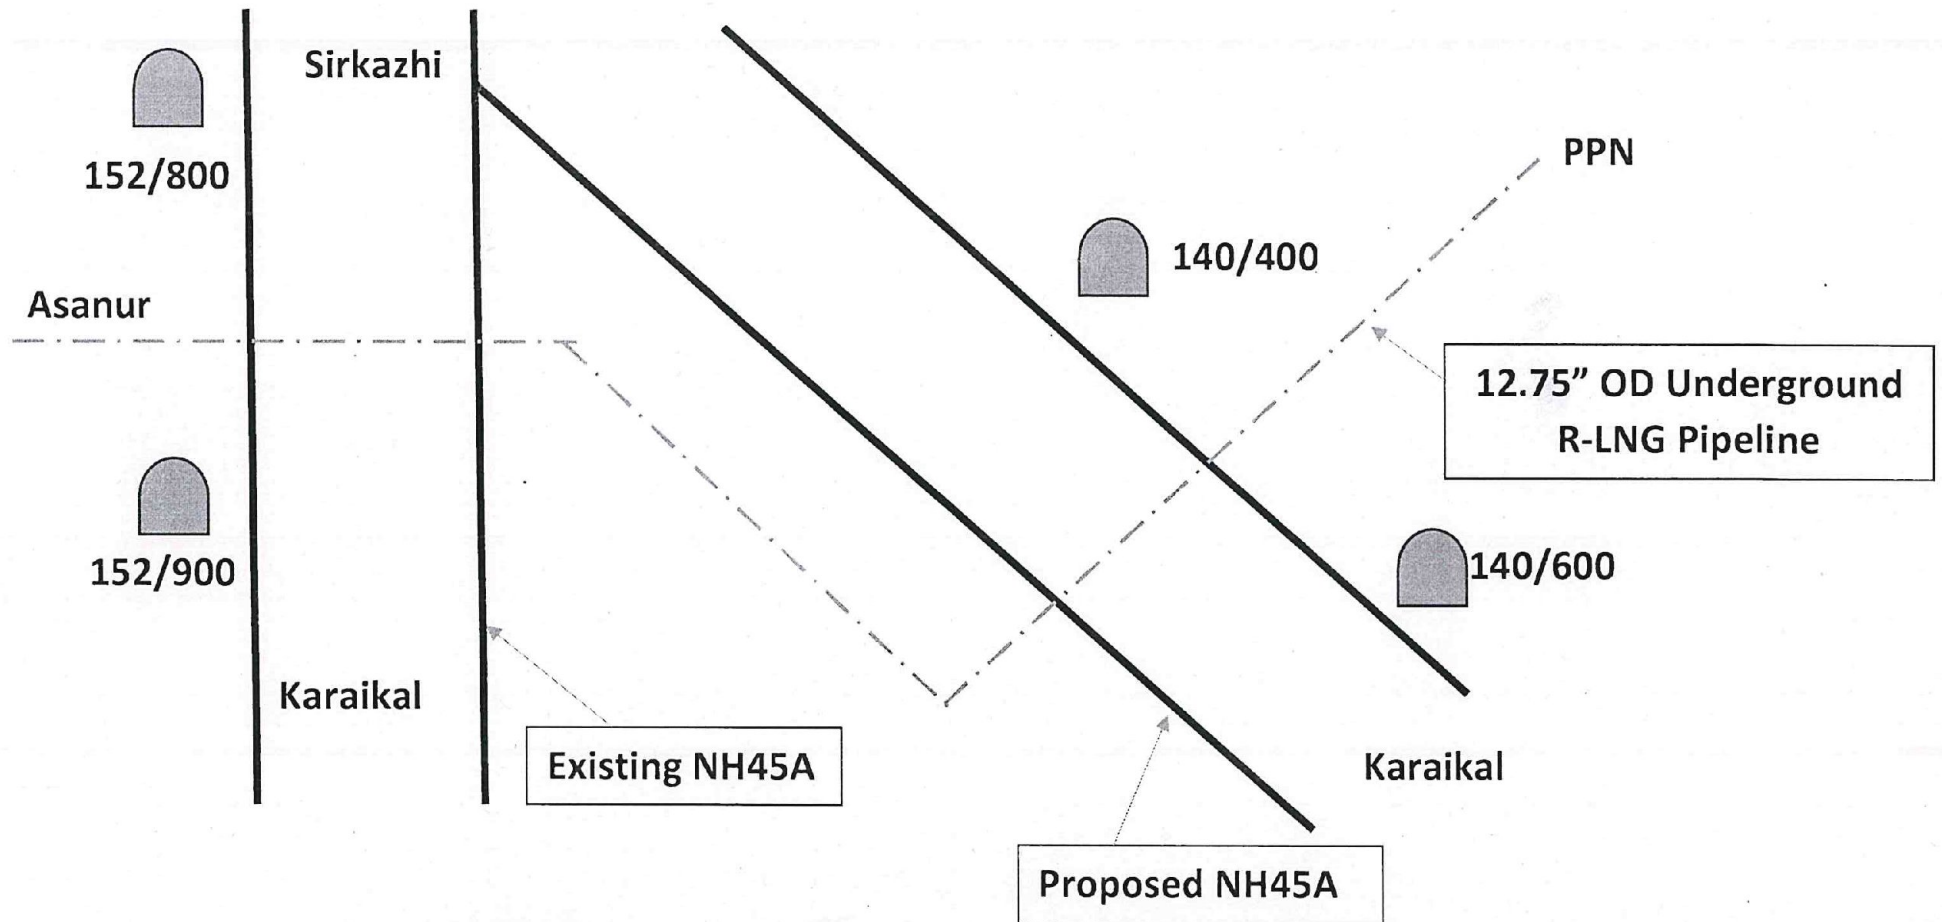 Sirkazhi
152/800
PPN
140/400
Asanur
12.75” OD Underground
R-LNG Pipeline
152/900
140/600
Karaikal
Existing NH45A
Karaikal
Proposed NH45A